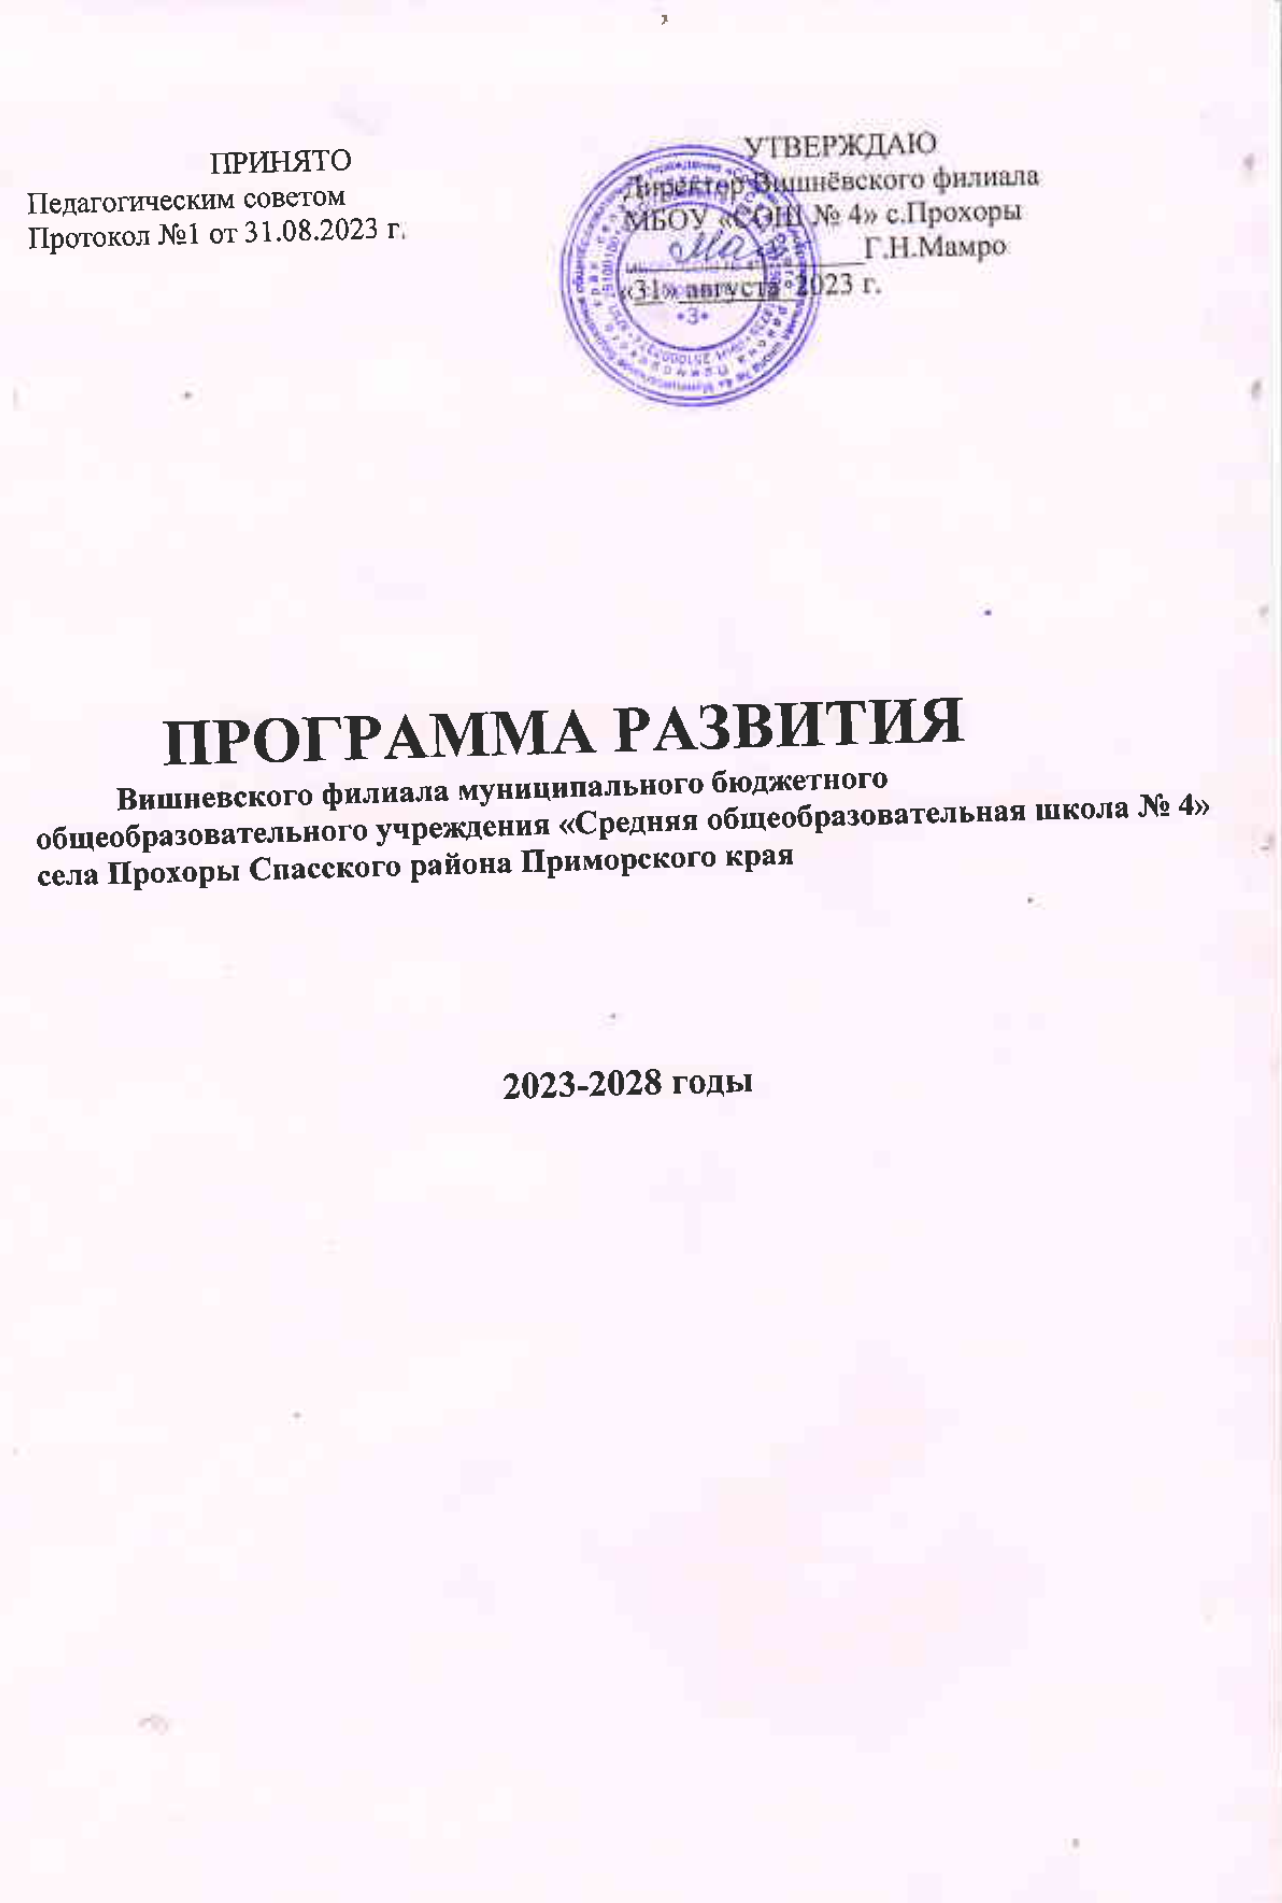 ПРИНЯТО
Педагогическим советом
Протокол №1 от 31.08.2023 г.
УТВЕРЖДАЮ
Директор Вишнёвского филиала
МБОУ «СОШ № 4» с.Прохоры
Г.Н.Мамро
«31» августа 2023 г.
*3*
ПРОГРАММА РАЗВИТИЯ
Вишневского филиала муниципального бюджетного
общеобразовательного учреждения «Средняя общеобразовательная школа № 4»
села Прохоры Спасского района Приморского края
2023-2028 годы